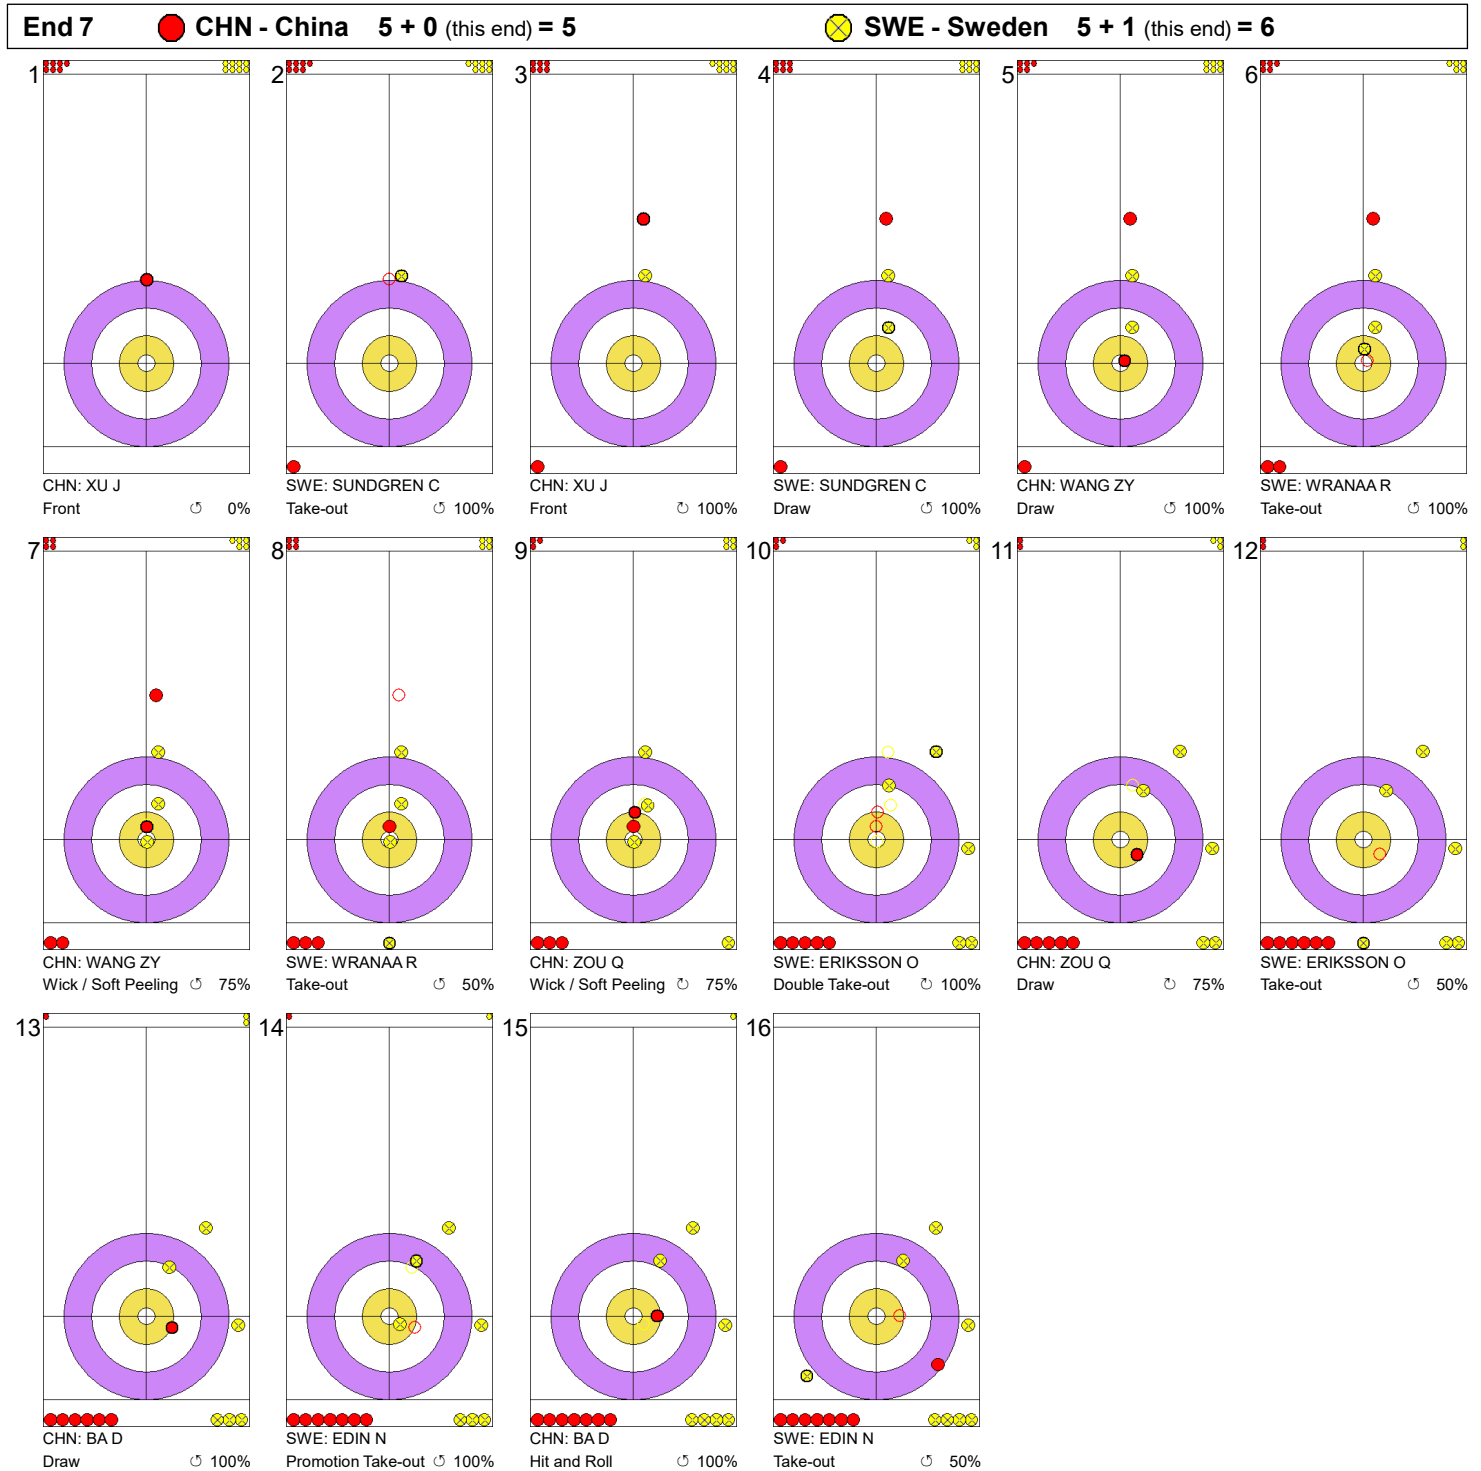 End 7 CHN - China 5 + 0 (this end) = 5 SWE - Sweden 5 + 1 (this end) = 6
1 2 3 4 5 6
CHN: XU J SWE: SUNDGREN C CHN: XU J SWE: SUNDGREN C CHN: WANG ZY SWE: WRANAA R
Front ↺ 0% Take-out ↺ 100% Front ↻ 100% Draw ↺ 100% Draw ↻ 100% Take-out ↺ 100%
7 8 9 10 11 12
CHN: WANG ZY SWE: WRANAA R CHN: ZOU Q SWE: ERIKSSON O CHN: ZOU Q SWE: ERIKSSON O
Wick / Soft Peeling ↺ 75% Take-out ↺ 50% Wick / Soft Peeling ↻ 75% Double Take-out ↻ 100% Draw ↻ 75% Take-out ↺ 50%
13 14 15 16
CHN: BA D SWE: EDIN N CHN: BA D SWE: EDIN N
Draw ↺ 100% Promotion Take-out ↺ 100% Hit and Roll ↺ 100% Take-out ↺ 50%